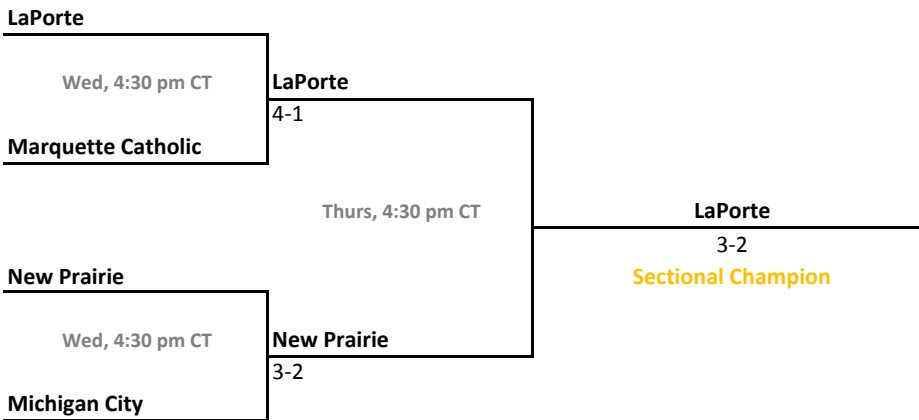 LaPorte
Wed, 4:30 pm CT
LaPorte
4-1
Marquette Catholic
Thurs, 4:30 pm CT
LaPorte
3-2
Sectional Champion
New Prairie
Wed, 4:30 pm CT
New Prairie
3-2
Michigan City